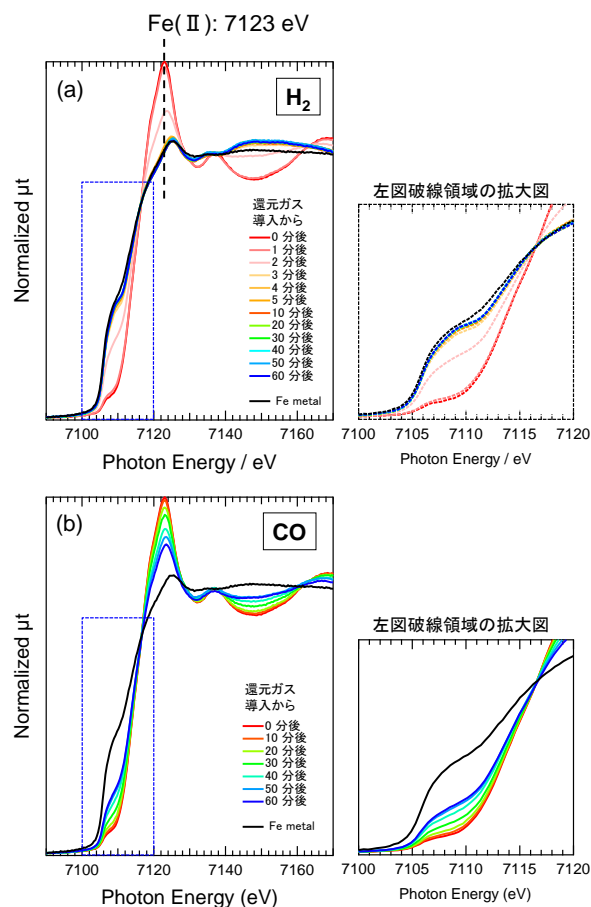 Fe(Ⅱ): 7123 eV
(a)
H2
Normalized μt
還元ガス
導入から
0 分後
1 分後
2 分後
3 分後
4 分後
5 分後
10 分後
20 分後
30 分後
40 分後
50 分後
60 分後
Fe metal
7100 7120 7140 7160
Photon Energy / eV
左図破線領域の拡大図
7100 7105 7110 7115 7120
Photon Energy / eV
(b)
CO
Normalized μt
還元ガス
導入から
0 分後
10 分後
20 分後
30 分後
40 分後
50 分後
60 分後
Fe metal
7100 7120 7140 7160
Photon Energy (eV)
左図破線領域の拡大図
7100 7105 7110 7115 7120
Photon Energy (eV)